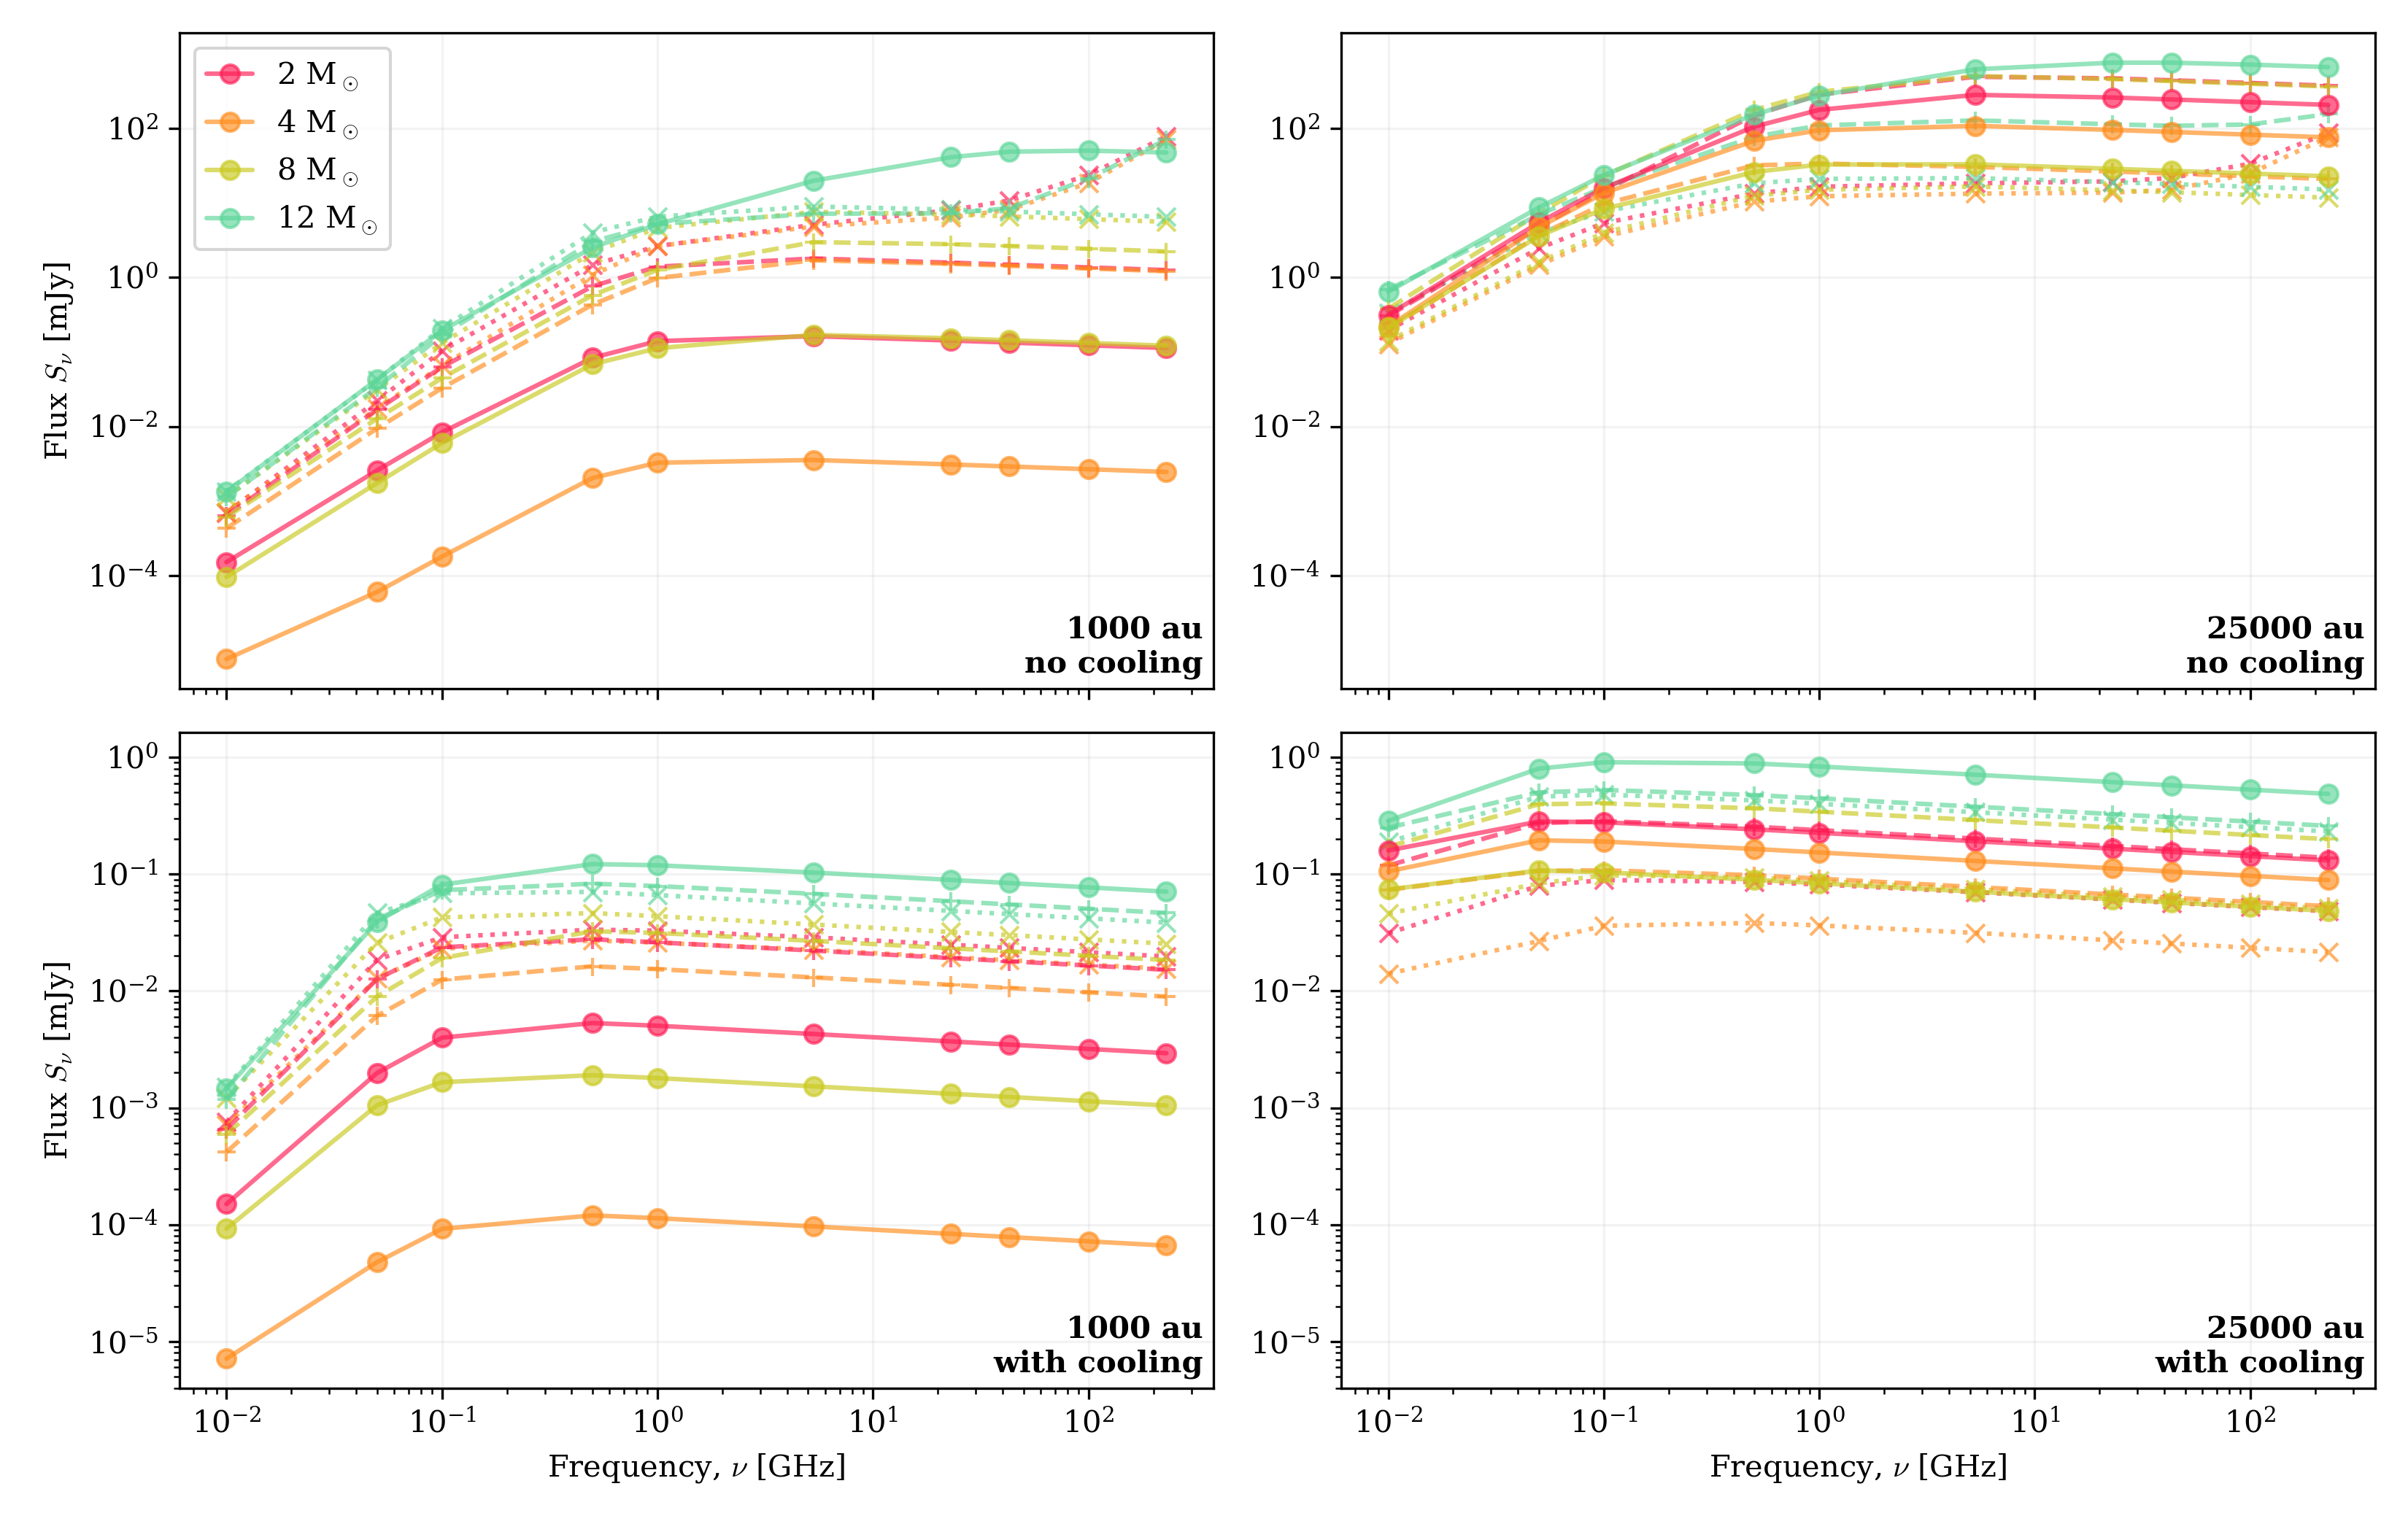 2 M☉
4 M☉
8 M☉
12 M☉
10²
10⁰
10⁻²
10⁻⁴
Flux Sν [mJy]
1000 au
no cooling
10²
10⁰
10⁻²
10⁻⁴
25000 au
no cooling
10⁰
10⁻¹
10⁻²
10⁻³
10⁻⁴
10⁻⁵
Flux Sν [mJy]
1000 au
with cooling
10⁻² 10⁻¹ 10⁰ 10¹ 10²
Frequency, ν [GHz]
10⁰
10⁻¹
10⁻²
10⁻³
10⁻⁴
10⁻⁵
25000 au
with cooling
10⁻² 10⁻¹ 10⁰ 10¹ 10²
Frequency, ν [GHz]